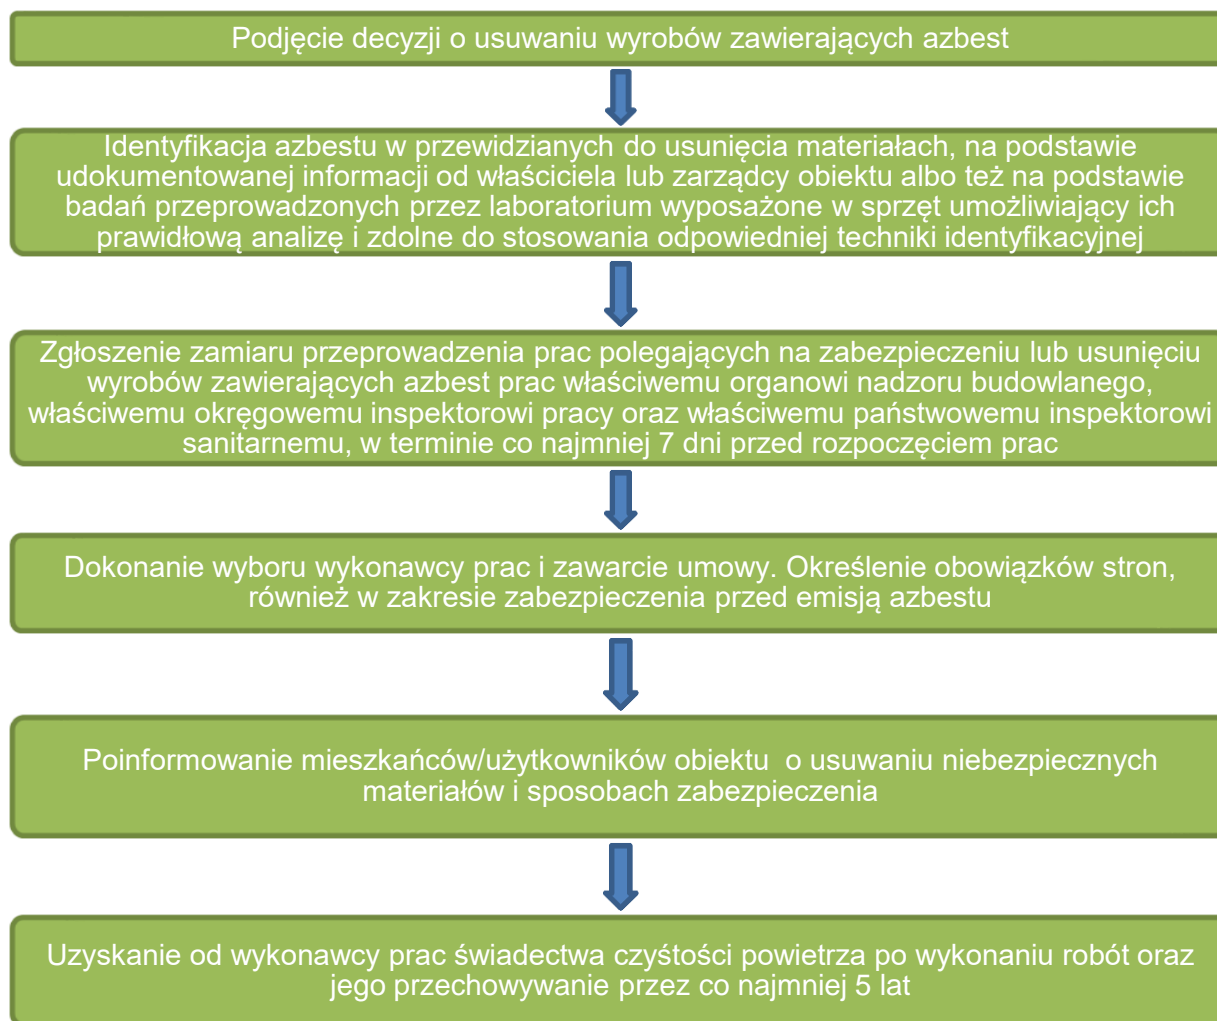 Podjęcie decyzji o usuwaniu wyrobów zawierających azbest
Identyfikacja azbestu w przewidzianych do usunięcia materiałach, na podstawie
udokumentowanej informacji od właściciela lub zarządcy obiektu albo też na podstawie
badań przeprowadzonych przez laboratorium wyposażone w sprzęt umożliwiający ich
prawidłową analizę i zdolne do stosowania odpowiedniej techniki identyfikacyjnej
Zgłoszenie zamiaru przeprowadzenia prac polegających na zabezpieczeniu lub usunięciu
wyrobów zawierających azbest prac właściwemu organowi nadzoru budowlanego,
właściwemu okręgowemu inspektorowi pracy oraz właściwemu państwowemu inspektorowi
sanitarnemu, w terminie co najmniej 7 dni przed rozpoczęciem prac
Dokonanie wyboru wykonawcy prac i zawarcie umowy. Określenie obowiązków stron,
również w zakresie zabezpieczenia przed emisją azbestu
Poinformowanie mieszkańców/użytkowników obiektu o usuwaniu niebezpiecznych
materiałów i sposobach zabezpieczenia
Uzyskanie od wykonawcy prac świadectwa czyśtości powietrza po wykonaniu robót oraz
jego przechowywanie przez co najmniej 5 lat